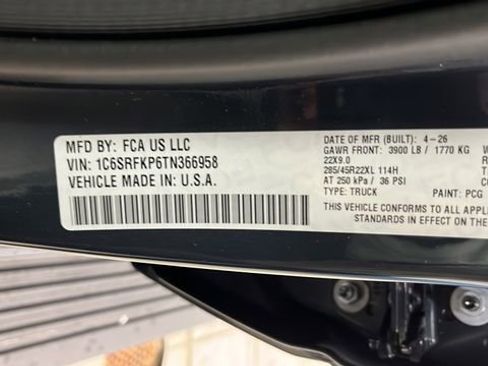 MFD BY: FCA US LLC
VIN: 1C6SRFKP6TN366958
VEHICLE MADE IN: U.S.A.
DATE OF MFR (BUILT): 4-26
GAWR FRONT: 3900 LB / 1770 KG
22X9.0
285/45R22XL 114H
AT 250 kPa / 36 PSI
TYPE: TRUCK
PAINT: PCG
THIS VEHICLE CONFORMS TO ALL APPL
STANDARDS IN EFFECT ON THE